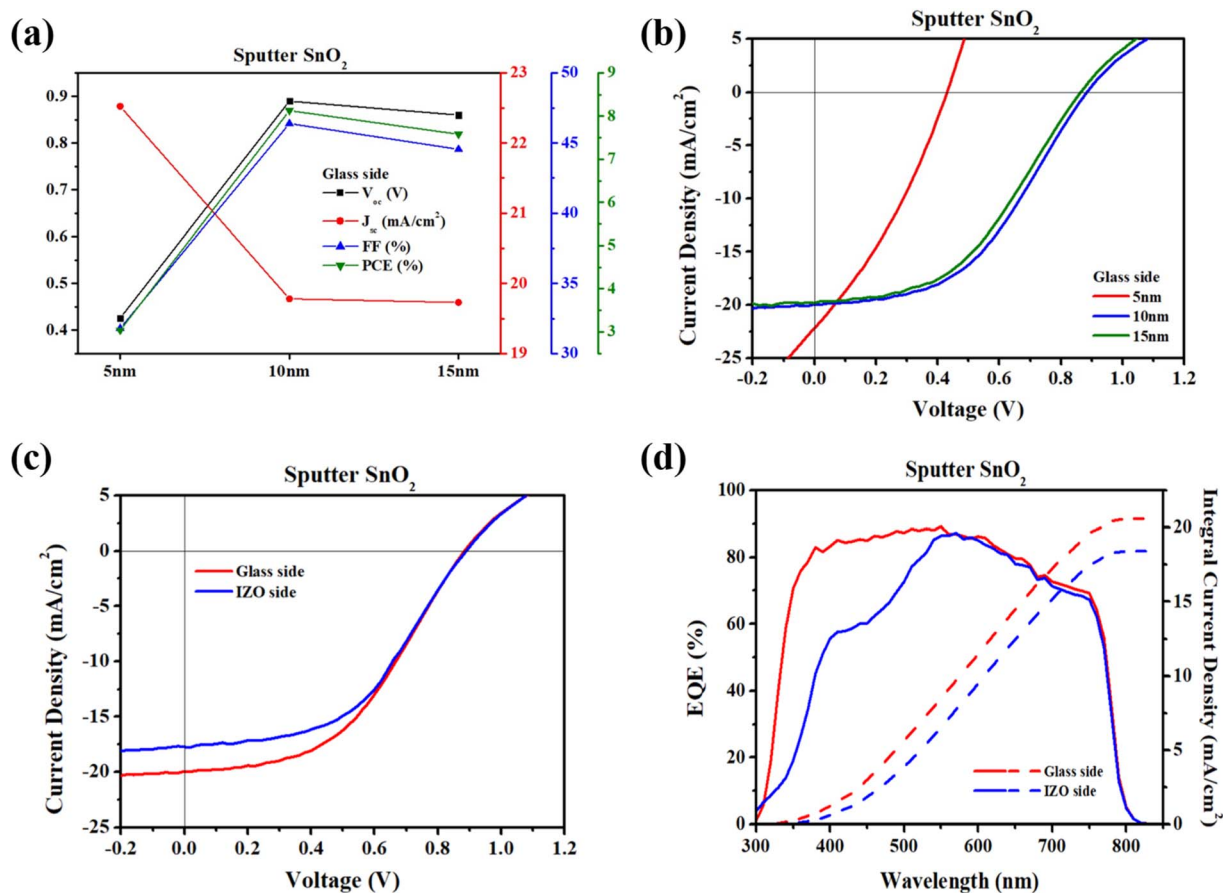 (a)
Sputter SnO2
0.9
0.8
0.7
0.6
0.5
0.4
5nm
10nm
15nm
23
22
21
20
19
50
45
40
35
30
9
8
7
6
5
4
3
Glass side
Voc (V)
Jsc (mA/cm2)
FF (%)
PCE (%)
(b)
Sputter SnO2
Current Density (mA/cm2)
5
0
-5
-10
-15
-20
-25
-0.2 0.0 0.2 0.4 0.6 0.8 1.0 1.2
Voltage (V)
Glass side
5nm
10nm
15nm
(c)
Sputter SnO2
Current Density (mA/cm2)
5
0
-5
-10
-15
-20
-25
-0.2 0.0 0.2 0.4 0.6 0.8 1.0 1.2
Voltage (V)
Glass side
IZO side
(d)
Sputter SnO2
EQE (%)
100
80
60
40
20
0
300 400 500 600 700 800
Wavelength (nm)
20
15
10
5
0
Integral Current Density (mA/cm2)
Glass side
IZO side